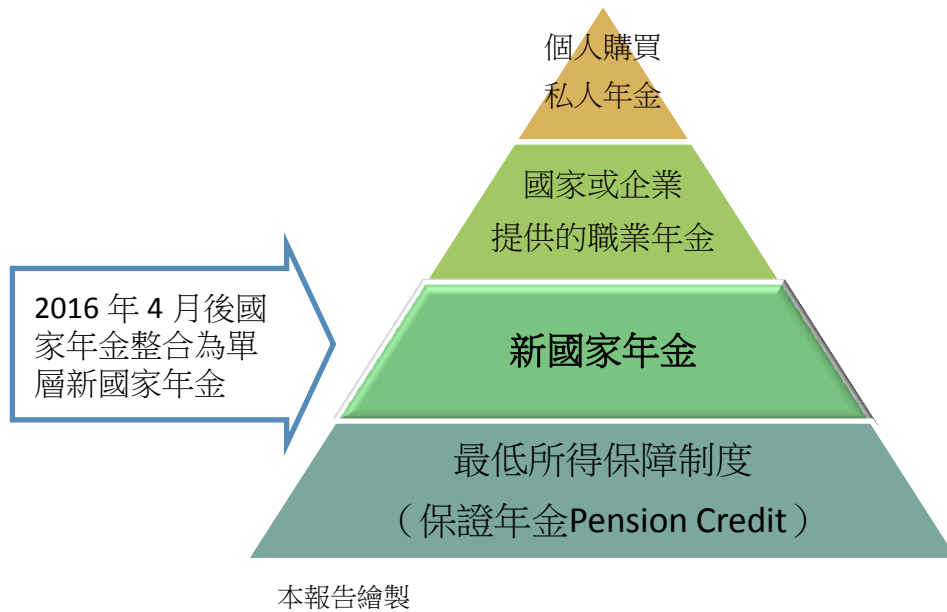 個人購買
私人年金
國家或企業
提供的職業年金
2016 年 4 月後國
家年金整合為單
層新國家年金
新國家年金
最低所得保障制度
（保證年金Pension Credit）
本報告繪製